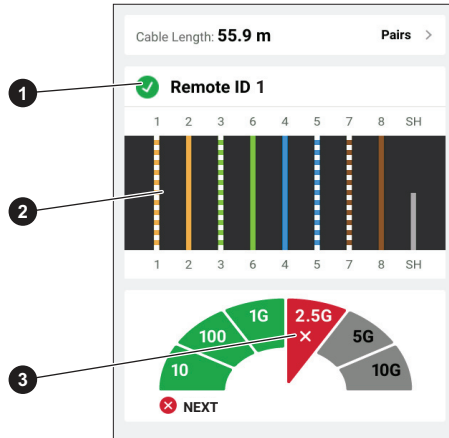 Cable Length: 55.9 m Pairs >
1 Remote ID 1
1 2 3 6 4 5 7 8 SH
2
1 2 3 6 4 5 7 8 SH
1G 2.5G
100 5G
3 10 10G
NEXT